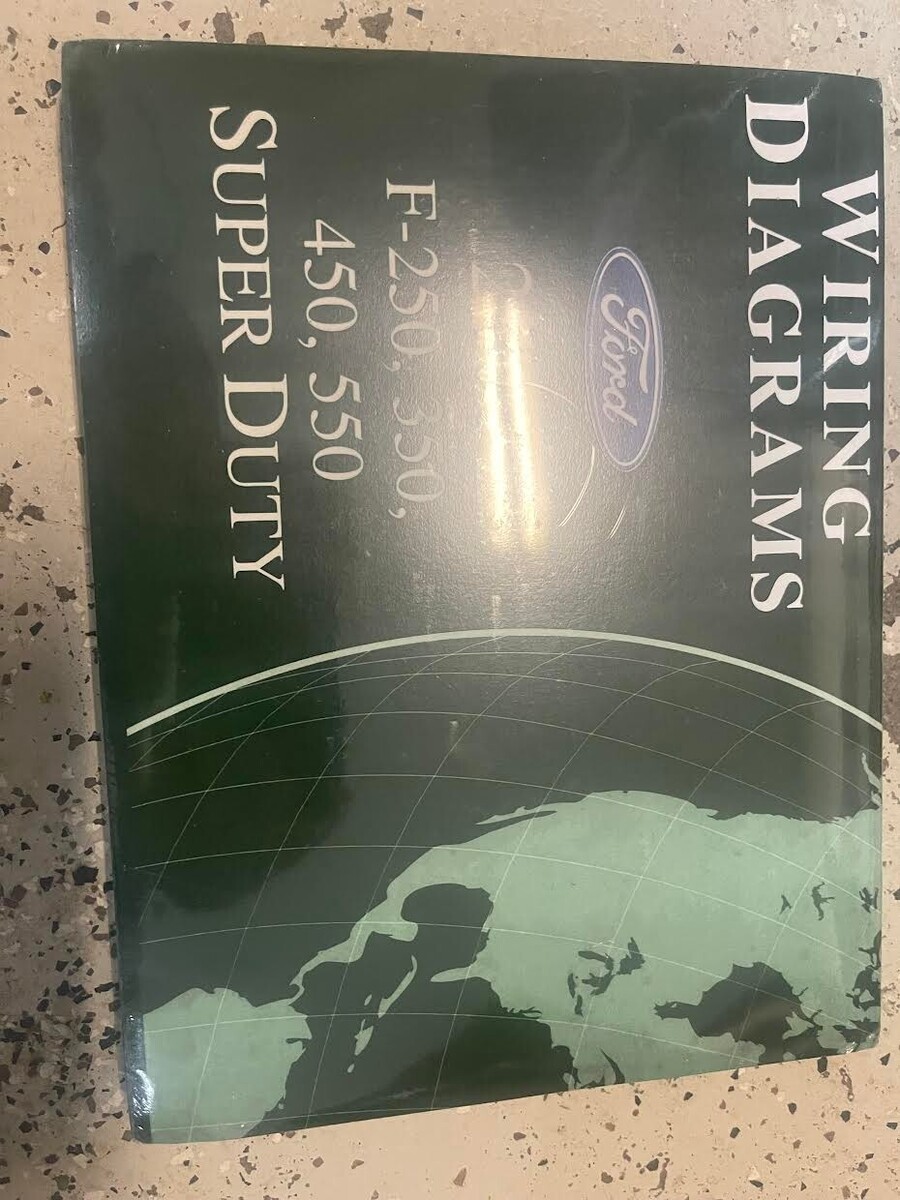 WIRING
DIAGRAMS
Ford
F-250, 350,
450, 550
SUPER DUTY